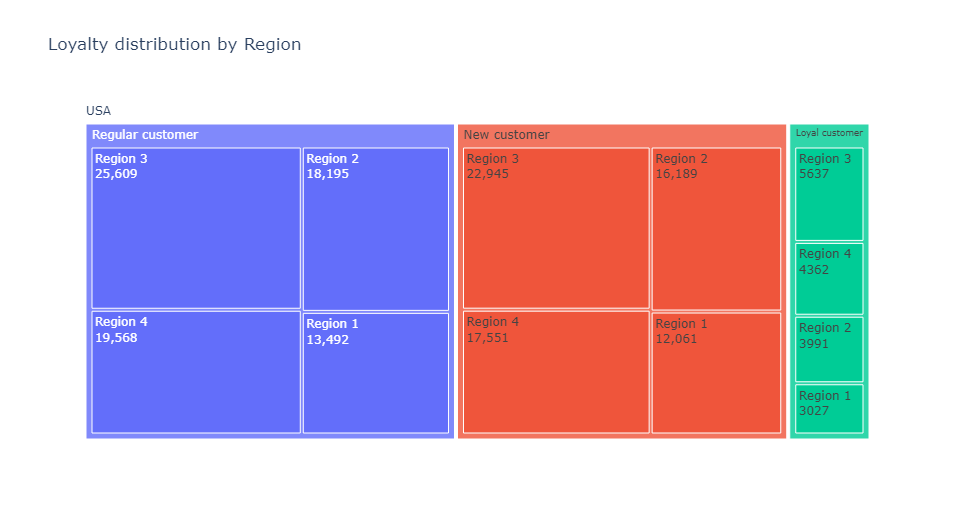 Loyalty distribution by Region
USA
Regular customer
Region 3
25,609
Region 2
18,195
Region 4
19,568
Region 1
13,492
New customer
Region 3
22,945
Region 2
16,189
Region 4
17,551
Region 1
12,061
Loyal customer
Region 3
5637
Region 4
4362
Region 2
3991
Region 1
3027